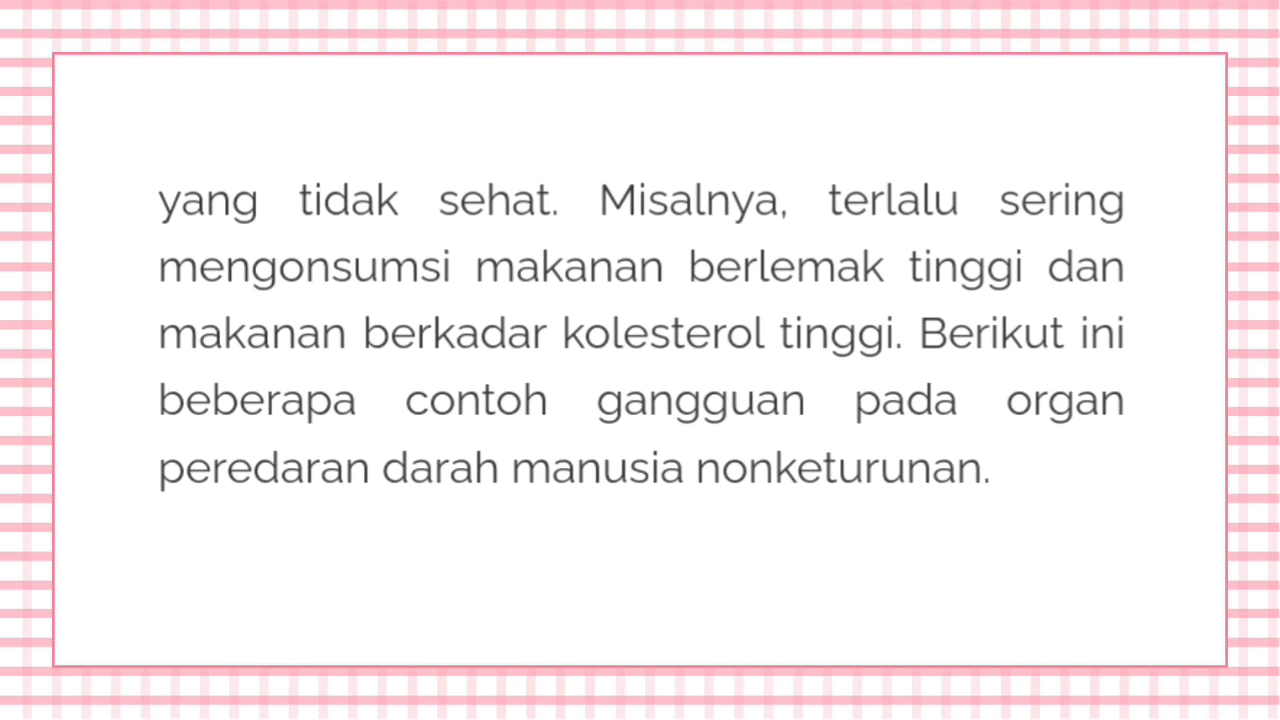 yang tidak sehat. Misalnya, terlalu sering
mengonsumsi makanan berlemak tinggi dan
makanan berkadar kolesterol tinggi. Berikut ini
beberapa contoh gangguan pada organ
peredaran darah manusia nonketurunan.